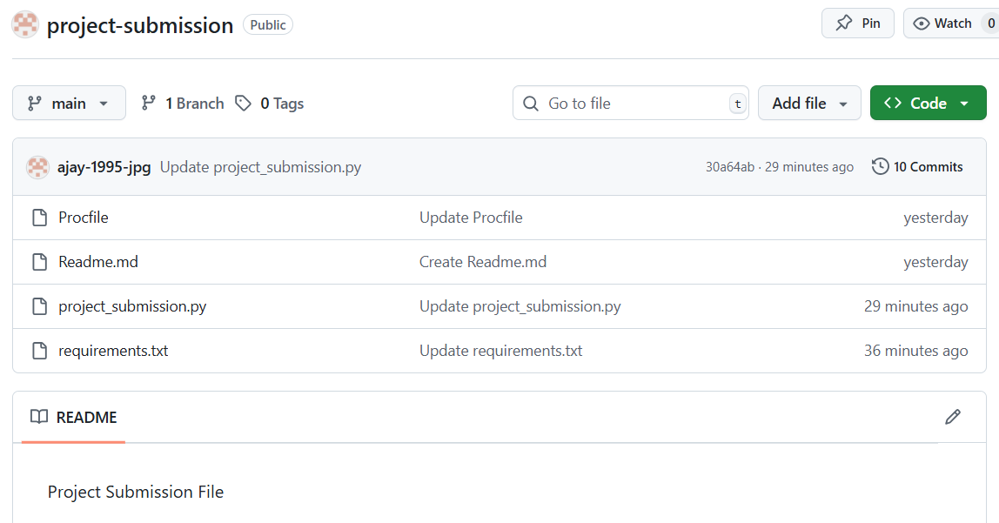 project-submission Public Pin Watch 0
main 1 Branch 0 Tags Go to file t Add file Code
ajay-1995-jpg Update project_submission.py 30a64ab · 29 minutes ago 10 Commits
Procfile Update Procfile yesterday
Readme.md Create Readme.md yesterday
project_submission.py Update project_submission.py 29 minutes ago
requirements.txt Update requirements.txt 36 minutes ago
README
Project Submission File